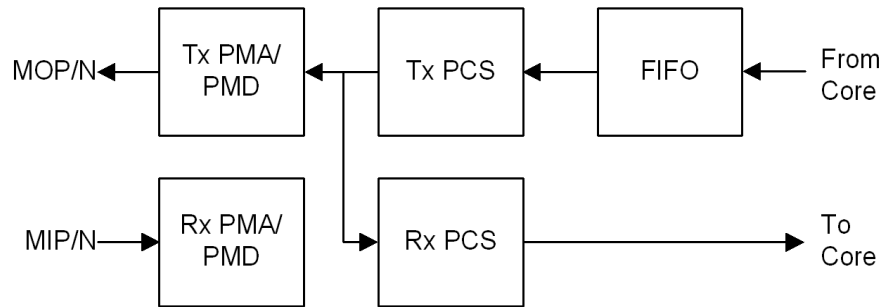 MOP/N
Tx PMA/
PMD
Tx PCS
FIFO
From
Core
MIP/N
Rx PMA/
PMD
Rx PCS
To
Core